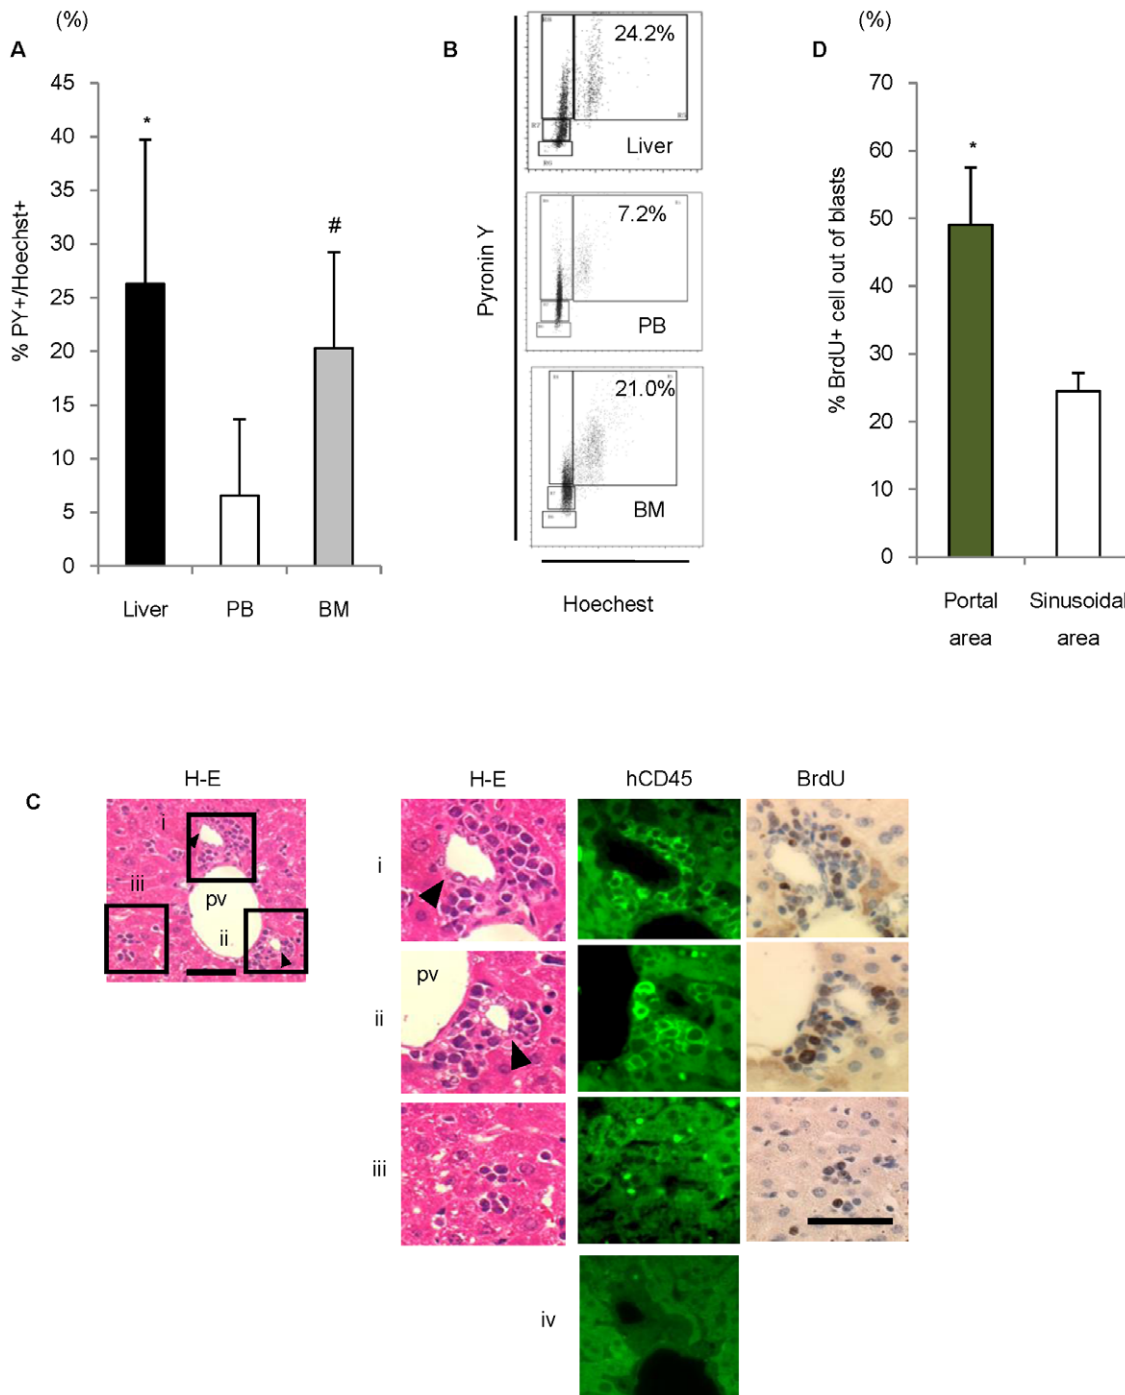 (%)
A
% PY+/Hoechst+
45
40
35
30
25
20
15
10
5
0
*
#
Liver
PB
BM
B
Pyronin Y
24.2%
Liver
7.2%
PB
21.0%
BM
Hoechest
(%)
D
% BrdU+ cell out of blasts
70
60
50
40
30
20
10
0
*
Portal
area
Sinusoidal
area
C
H-E
i
iii
pv
ii
H-E
hCD45
BrdU
i
ii
pv
iii
iv